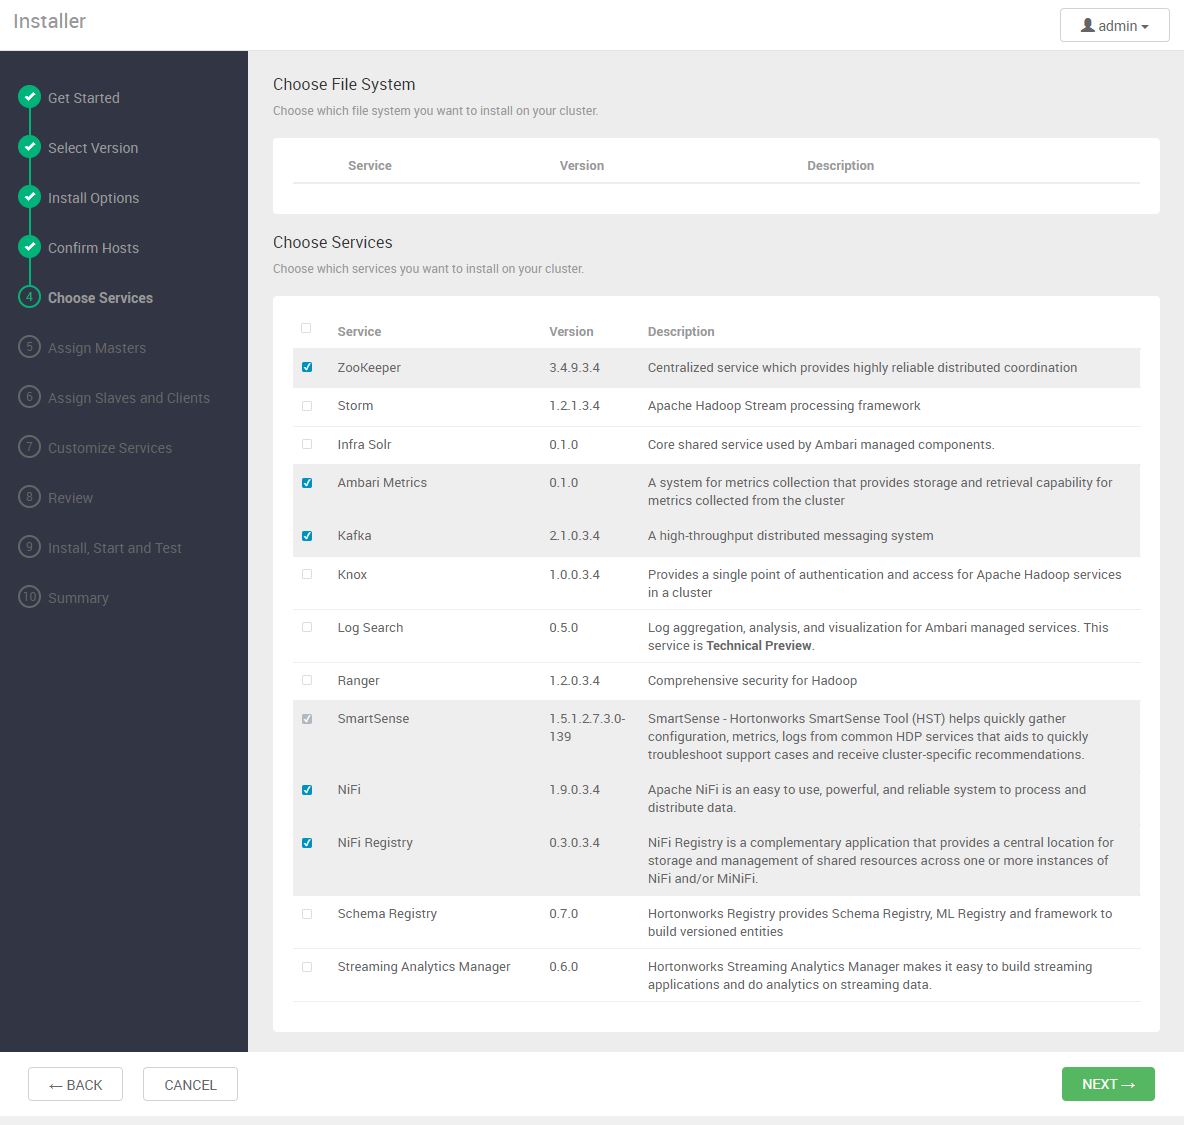 Installer
admin
Get Started
Select Version
Install Options
Confirm Hosts
4 Choose Services
5 Assign Masters
6 Assign Slaves and Clients
7 Customize Services
8 Review
9 Install, Start and Test
10 Summary
Choose File System
Choose which file system you want to install on your cluster.
Service Version Description
Choose Services
Choose which services you want to install on your cluster.
Service Version Description
ZooKeeper 3.4.9.3.4 Centralized service which provides highly reliable distributed coordination
Storm 1.2.1.3.4 Apache Hadoop Stream processing framework
Infra Solr 0.1.0 Core shared service used by Ambari managed components.
Ambari Metrics 0.1.0 A system for metrics collection that provides storage and retrieval capability for
metrics collected from the cluster
Kafka 2.1.0.3.4 A high-throughput distributed messaging system
Knox 1.0.0.3.4 Provides a single point of authentication and access for Apache Hadoop services
in a cluster
Log Search 0.5.0 Log aggregation, analysis, and visualization for Ambari managed services. This
service is Technical Preview.
Ranger 1.2.0.3.4 Comprehensive security for Hadoop
SmartSense 1.5.1.2.7.3.0- SmartSense - Hortonworks SmartSense Tool (HST) helps quickly gather
139 configuration, metrics, logs from common HDP services that aids to quickly
troubleshoot support cases and receive cluster-specific recommendations.
NiFi 1.9.0.3.4 Apache NiFi is an easy to use, powerful, and reliable system to process and
distribute data.
NiFi Registry 0.3.0.3.4 NiFi Registry is a complementary application that provides a central location for
storage and management of shared resources across one or more instances of
NiFi and/or MiNiFi.
Schema Registry 0.7.0 Hortonworks Registry provides Schema Registry, ML Registry and framework to
build versioned entities
Streaming Analytics Manager 0.6.0 Hortonworks Streaming Analytics Manager makes it easy to build streaming
applications and do analytics on streaming data.
← BACK CANCEL NEXT →